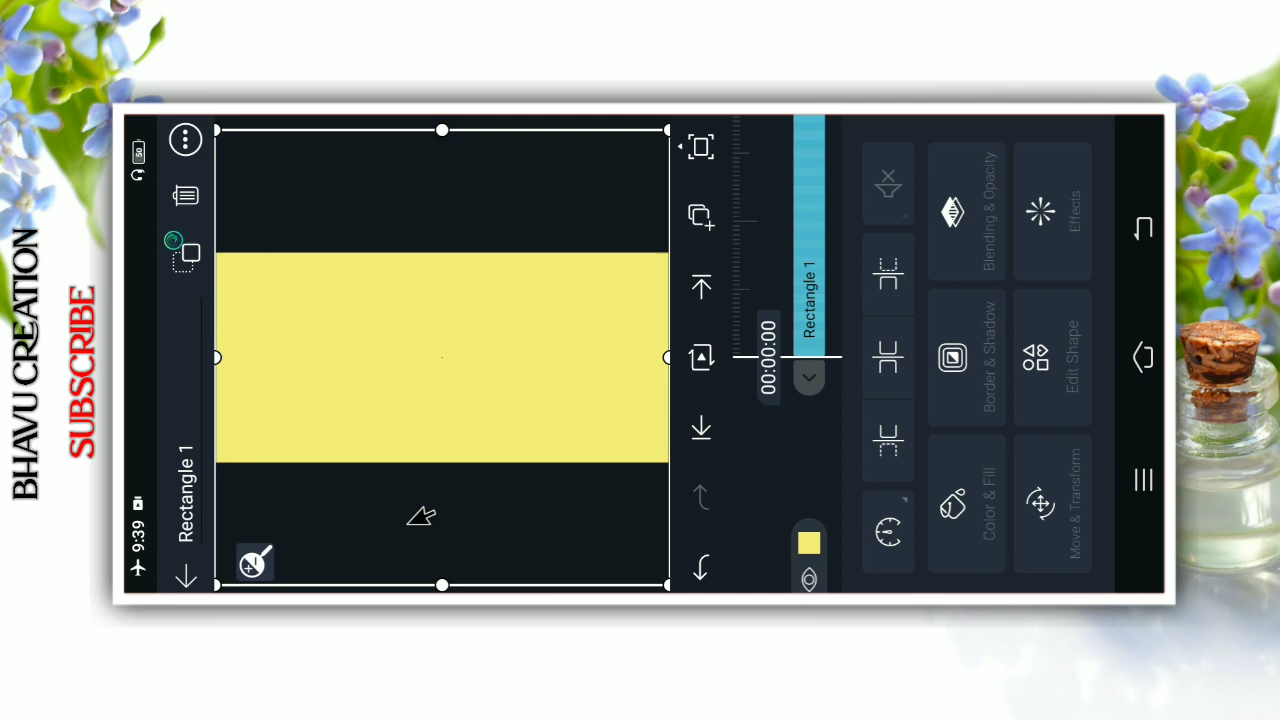 BHAVU CREATION
SUBSCRIBE
9:39
50
Rectangle 1
00:00:00
Rectangle 1
Color & Fill
Border & Shadow
Blending & Opacity
Move & Transform
Edit Shape
Effects